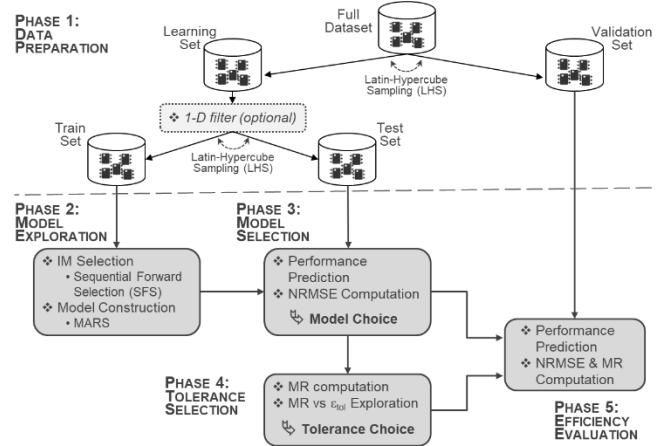 PHASE 1:
DATA
PREPARATION
Full
Dataset
Learning
Set
Validation
Set
Latin-Hypercube
Sampling (LHS)
❖ 1-D filter (optional)
Train
Set
Latin-Hypercube
Sampling (LHS)
Test
Set
PHASE 2:
MODEL
EXPLORATION
❖ IM Selection
• Sequential Forward
Selection (SFS)
❖ Model Construction
• MARS
PHASE 3:
MODEL
SELECTION
❖ Performance
Prediction
❖ NRMSE Computation
Model Choice
PHASE 4:
TOLERANCE
SELECTION
❖ MR computation
❖ MR vs εtol Exploration
Tolerance Choice
❖ Performance
Prediction
❖ NRMSE & MR
Computation
PHASE 5:
EFFICIENCY
EVALUATION